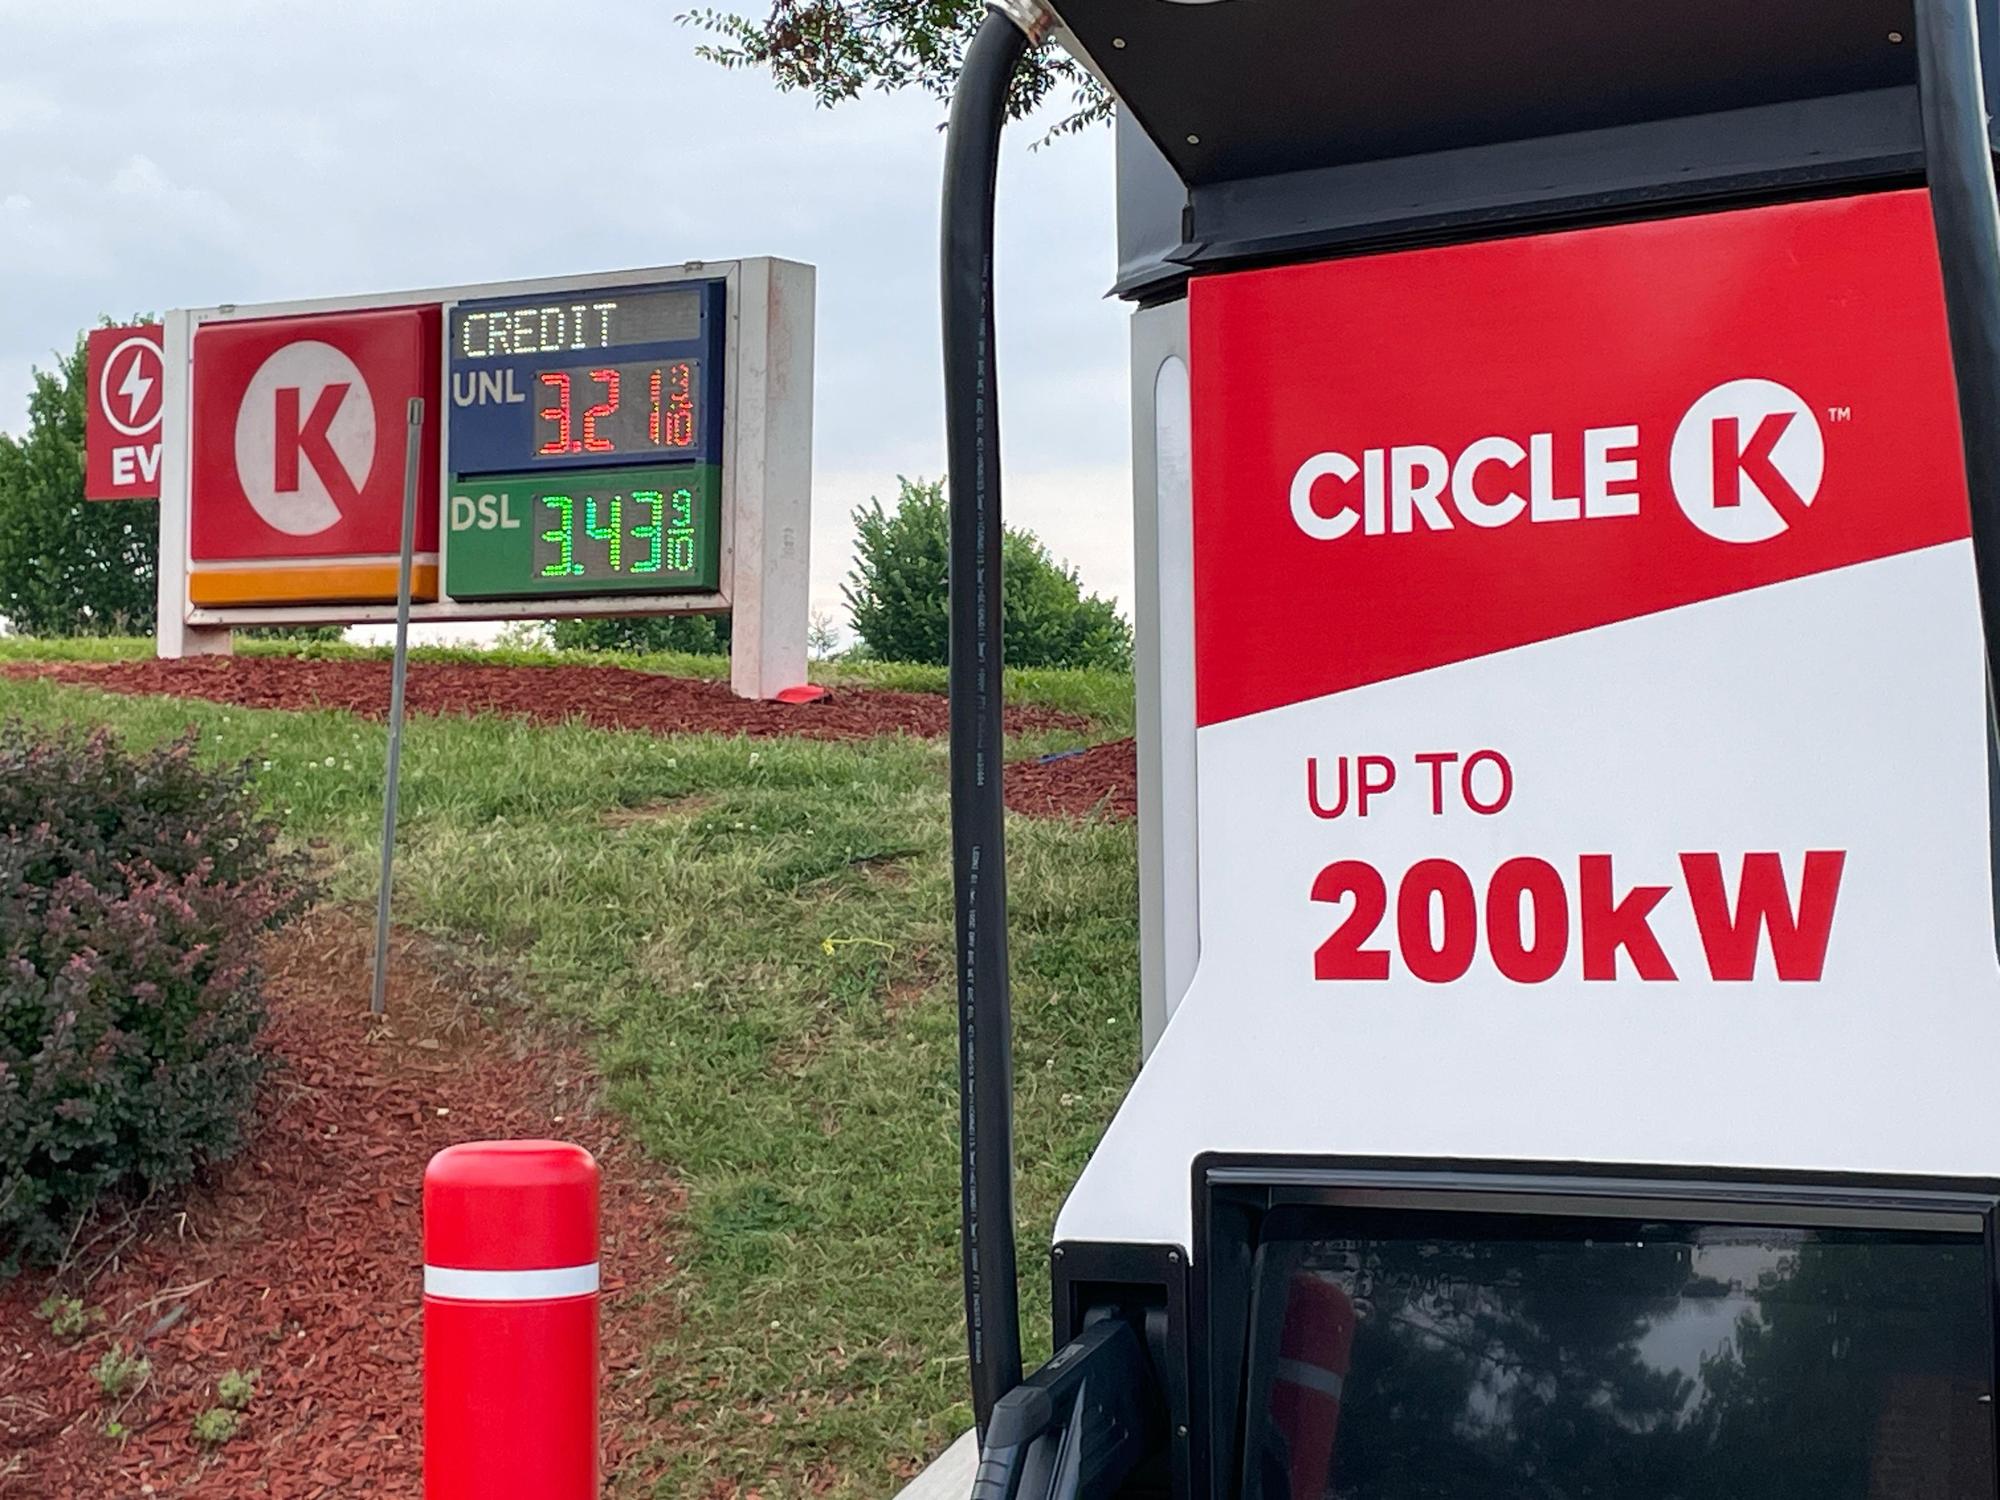 EV
K
CREDIT
UNL 3.21 9/10
DSL 3.43 9/10
CIRCLE K™
UP TO
200kW